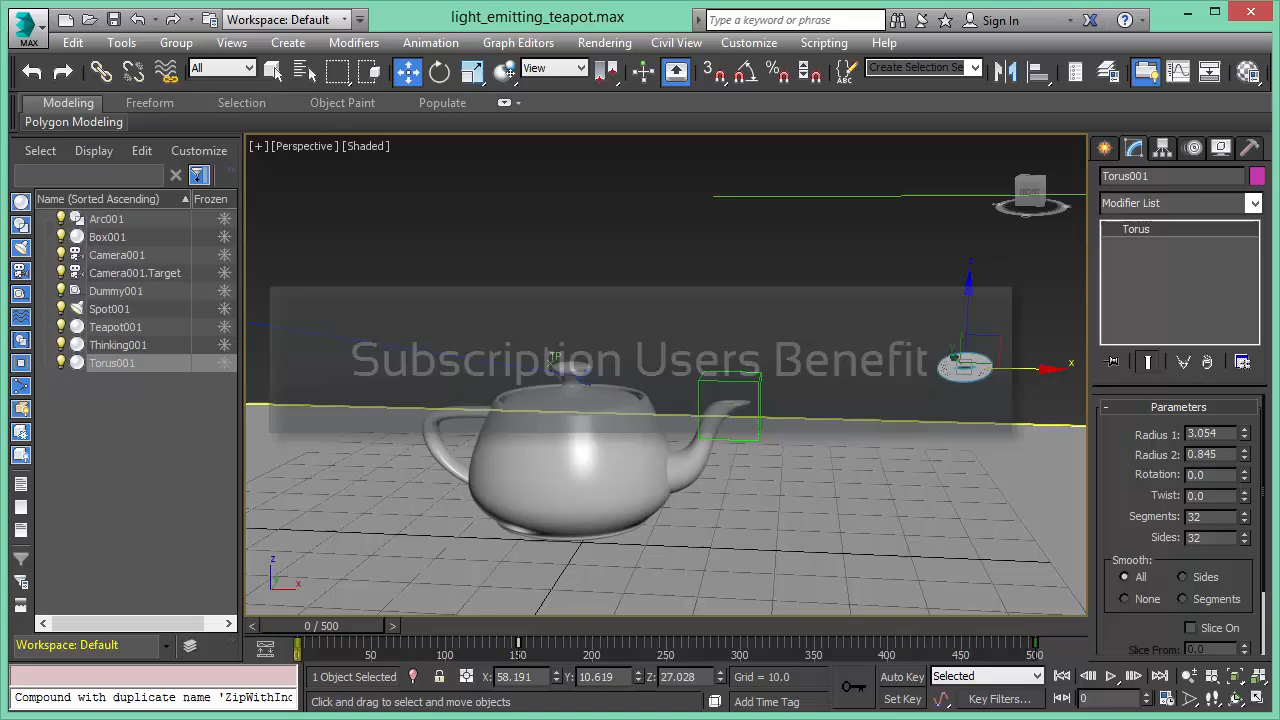 Workspace: Default
light_emitting_teapot.max
Type a keyword or phrase
Sign In
MAX
Edit Tools Group Views Create Modifiers Animation Graph Editors Rendering Civil View Customize Scripting Help
All
View
3
Create Selection Se
ABC
Modeling Freeform Selection Object Paint Populate
Polygon Modeling
Select Display Edit Customize
Name (Sorted Ascending) Frozen
Arc001
Box001
Camera001
Camera001.Target
Dummy001
Spot001
Teapot001
Thinking001
Torus001
[+] [Perspective] [Shaded]
FRONT
Subscription Users Benefit
z
x
y
z
y
x
Torus001
Modifier List
Torus
- Parameters
Radius 1: 3.054
Radius 2: 0.845
Rotation: 0.0
Twist: 0.0
Segments: 32
Sides: 32
Smooth:
All Sides
None Segments
Slice On
Slice From: 0.0
< 0 / 500 >
Workspace: Default
0 50 100 150 200 250 300 350 400 450 500
1 Object Selected X: 58.191 Y: 10.619 Z: 27.028 Grid = 10.0 Auto Key Selected
Compound with duplicate name 'ZipWithInd
Click and drag to select and move objects Add Time Tag Set Key Key Filters... 0